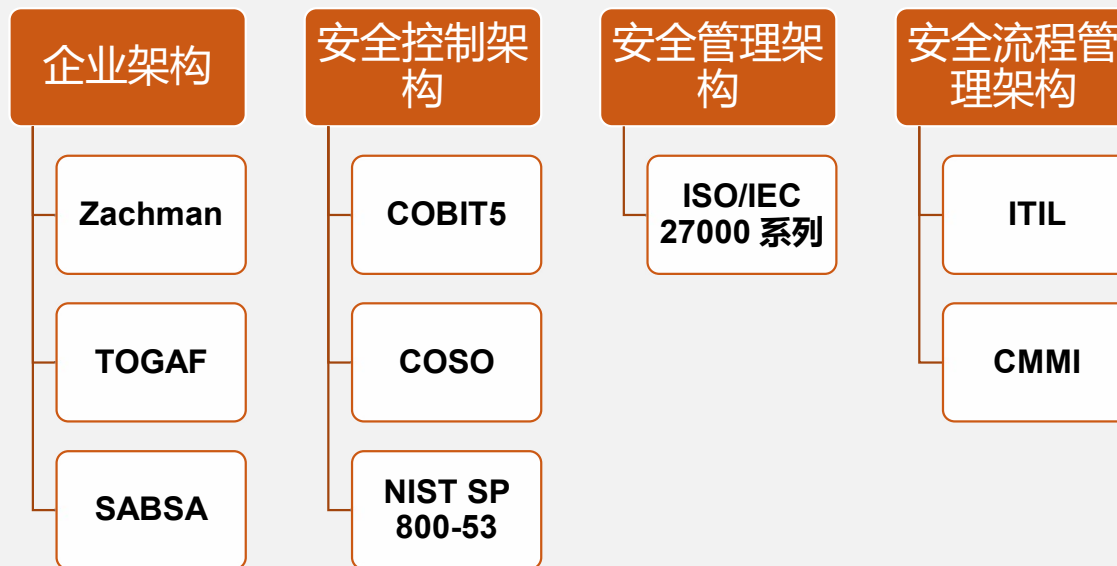 企业架构
安全控制架
构
安全管理架
构
安全流程管
理架构
Zachman
COBIT5
ISO/IEC
27000 系列
ITIL
TOGAF
COSO
CMMI
SABSA
NIST SP
800-53